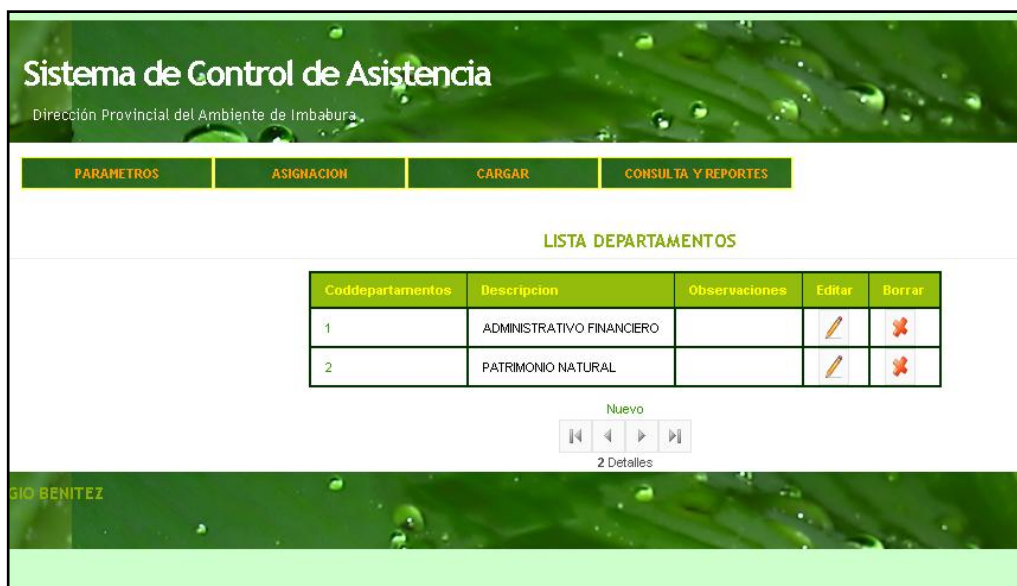 Sistema de Control de Asistencia
Dirección Provincial del Ambiente de Imbabura.
PARAMETROS ASIGNACION CARGAR CONSULTA Y REPORTES
LISTA DEPARTAMENTOS
Coddepartamentos Descripcion Observaciones Editar Borrar
1 ADMINISTRATIVO FINANCIERO
2 PATRIMONIO NATURAL
Nuevo
2 Detalles
GIO BENITEZ